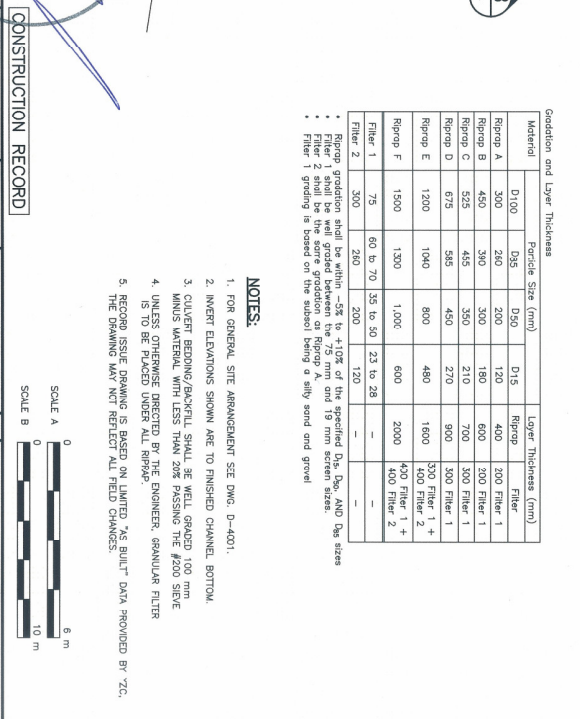 Gradation and Layer Thickness
Material Particle Size (mm) Layer Thickness (mm)
D100 D85 D50 D15 Riprap Filter
Riprap A 300 260 200 120 400 200 Filter 1
Riprap B 450 390 300 180 600 200 Filter 1
Riprap C 525 455 350 210 700 300 Filter 1
Riprap D 675 585 450 270 900 300 Filter 1
Riprap E 1200 1040 800 480 1600 300 Filter 1 +
400 Filter 2
Riprap F 1500 1300 1,000 600 2000 400 Filter 1 +
400 Filter 2
Filter 1 75 60 to 70 35 to 50 23 to 28 – –
Filter 2 300 260 200 120 – –
• Riprap gradation shall be within -5% to +10% of the specified D15, D50, AND D85 sizes
• Filter 1 shall be well graded between the 75 mm and 19 mm screen sizes.
• Filter 2 shall be the same gradation as Riprap A.
• Filter 1 grading is based on the subsol being a silty sand and gravel
NOTES:
1. FOR GENERAL SITE ARRANGEMENT SEE DWG. D-4001.
2. INVERT ELEVATIONS SHOWN ARE TO FINISHED CHANNEL BOTTOM.
3. CULVERT BEDDING/BACKFILL SHALL BE WELL GRADED 100 mm
MINUS MATERIAL WITH LESS THAN 20% PASSING THE #200 SIEVE
4. UNLESS OTHERWISE DIRECTED BY THE ENGINEER, GRANULAR FILTER
IS TO BE PLACED UNDER ALL RIPRAP.
5. RECORD ISSUE DRAWING IS BASED ON LIMITED "AS BUILT" DATA PROVIDED BY YZC,
THE DRAWING MAY NOT REFLECT ALL FIELD CHANGES.
SCALE A 0 6 m
SCALE B 0 10 m
CONSTRUCTION RECORD